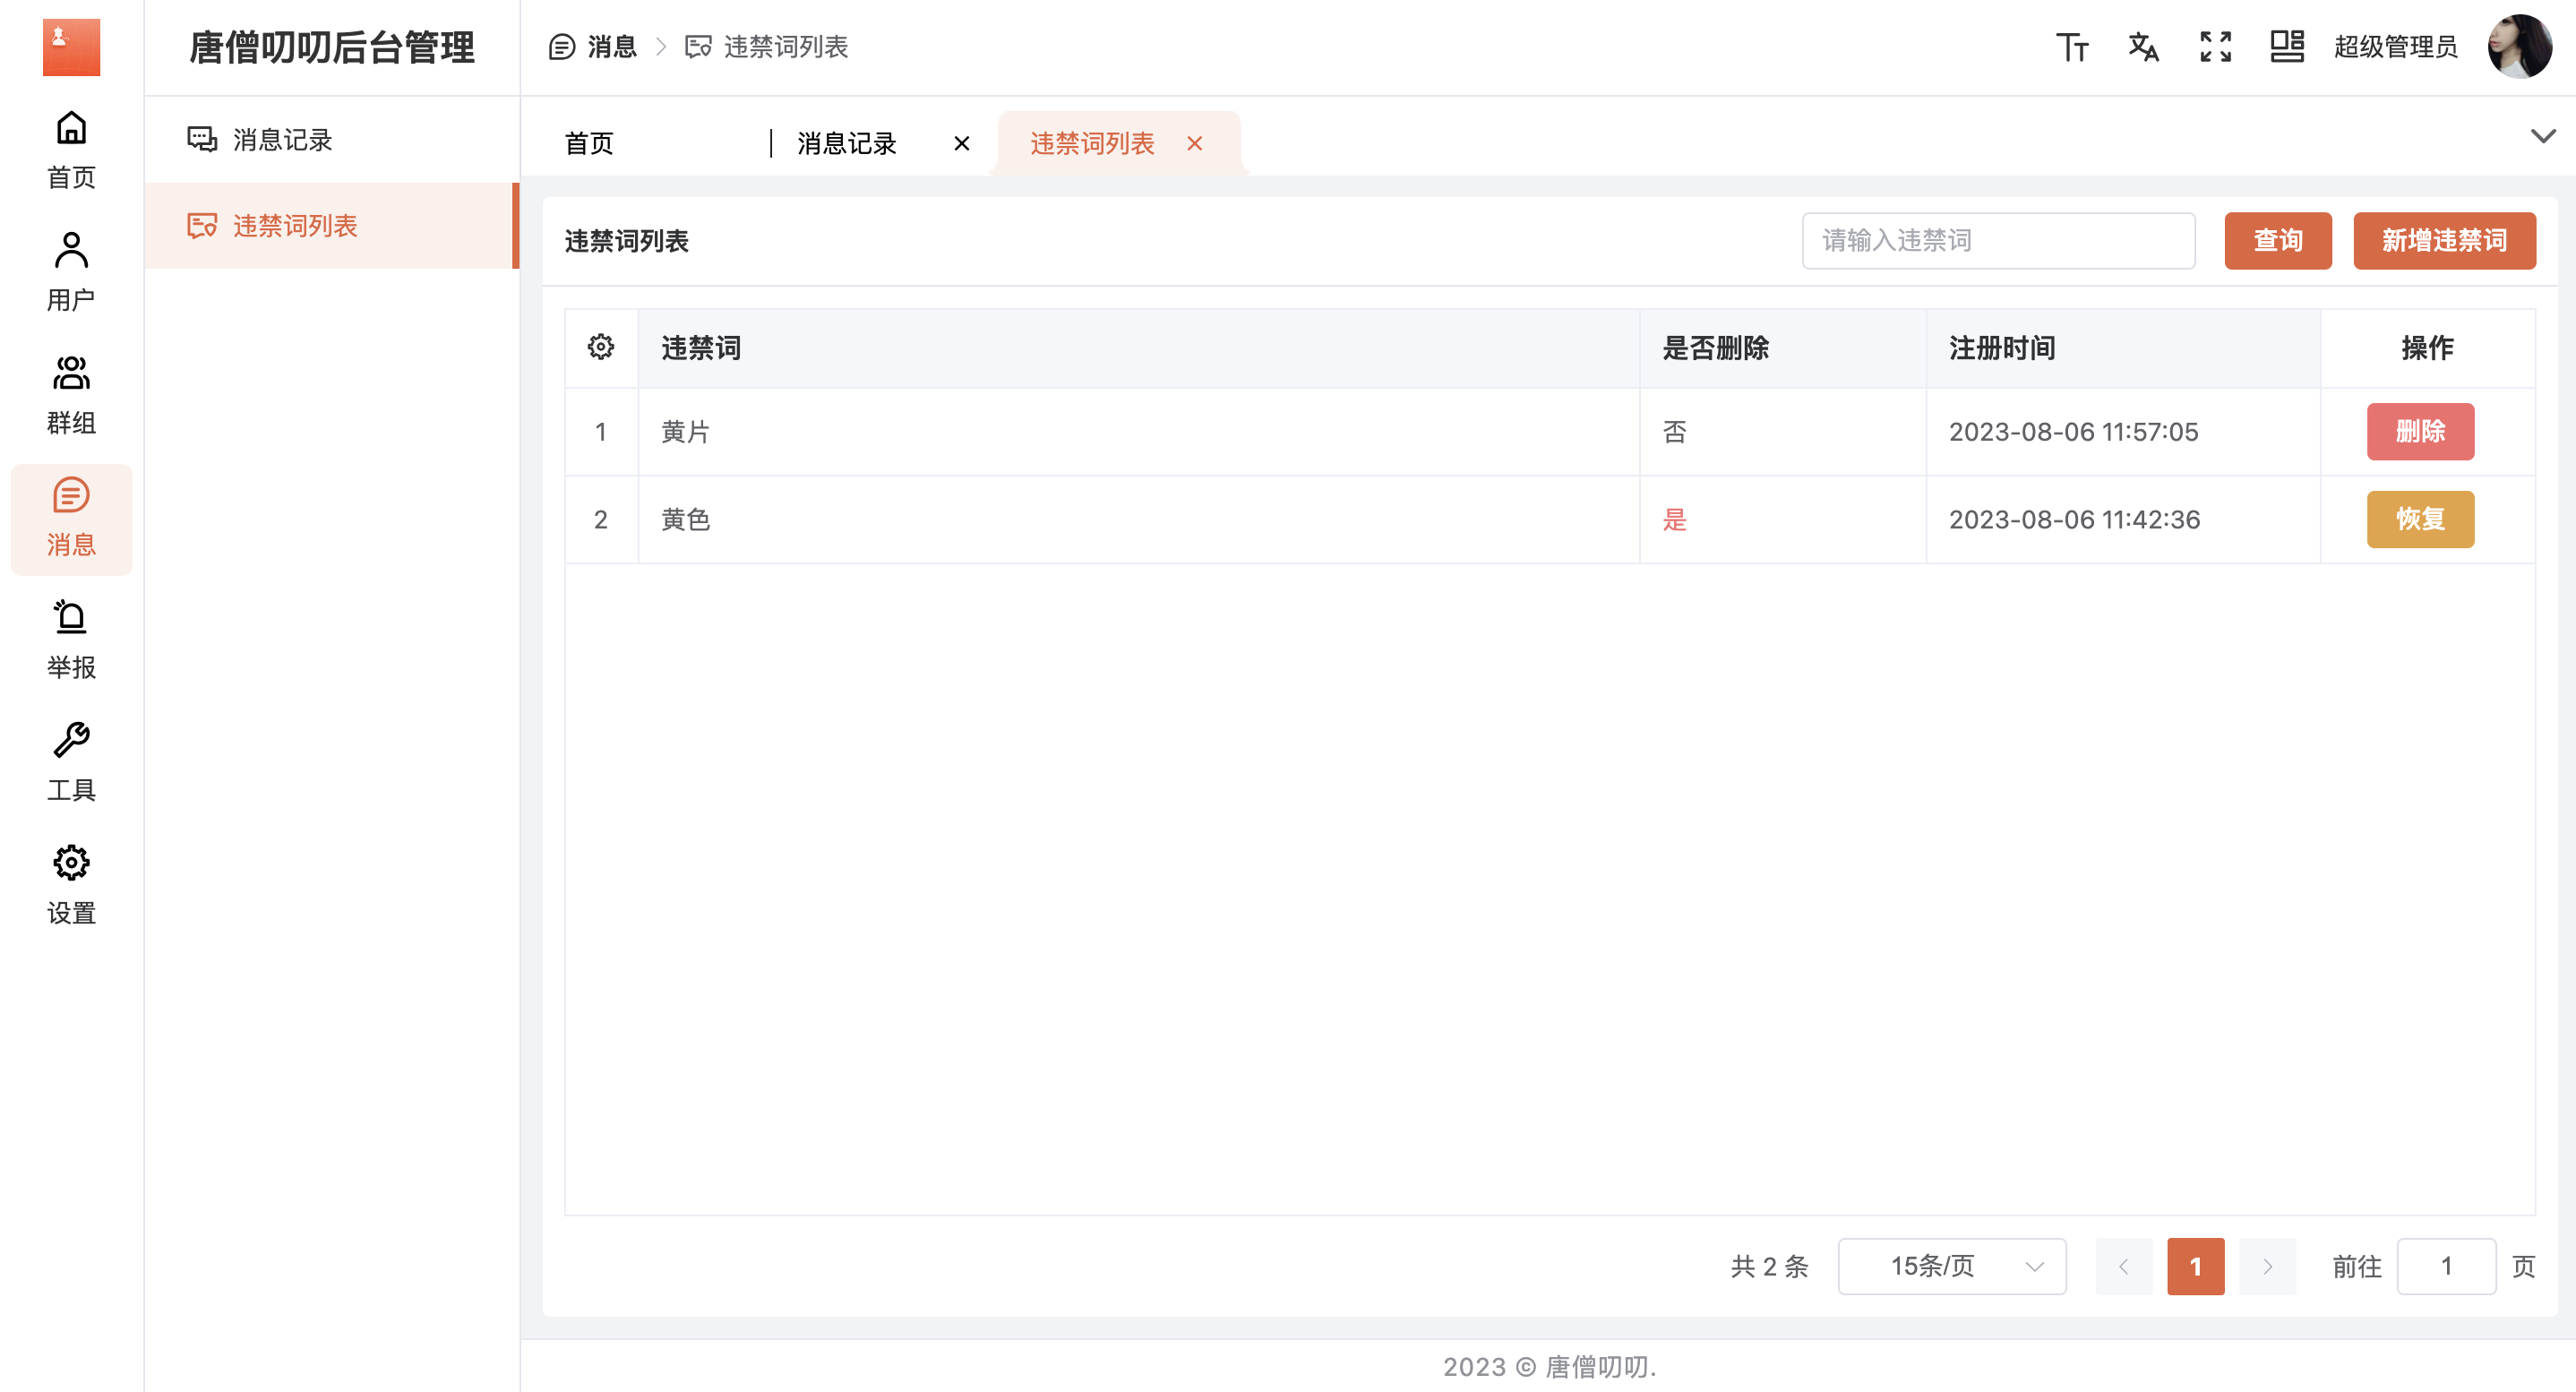 唐僧叨叨后台管理
消息 违禁词列表
超级管理员
首页
用户
群组
消息
举报
工具
设置
消息记录
违禁词列表
首页 消息记录 违禁词列表
违禁词列表 请输入违禁词 查询 新增违禁词
违禁词 是否删除 注册时间 操作
1 黄片 否 2023-08-06 11:57:05 删除
2 黄色 是 2023-08-06 11:42:36 恢复
共 2 条 15条/页 1 前往 1 页
2023 © 唐僧叨叨.